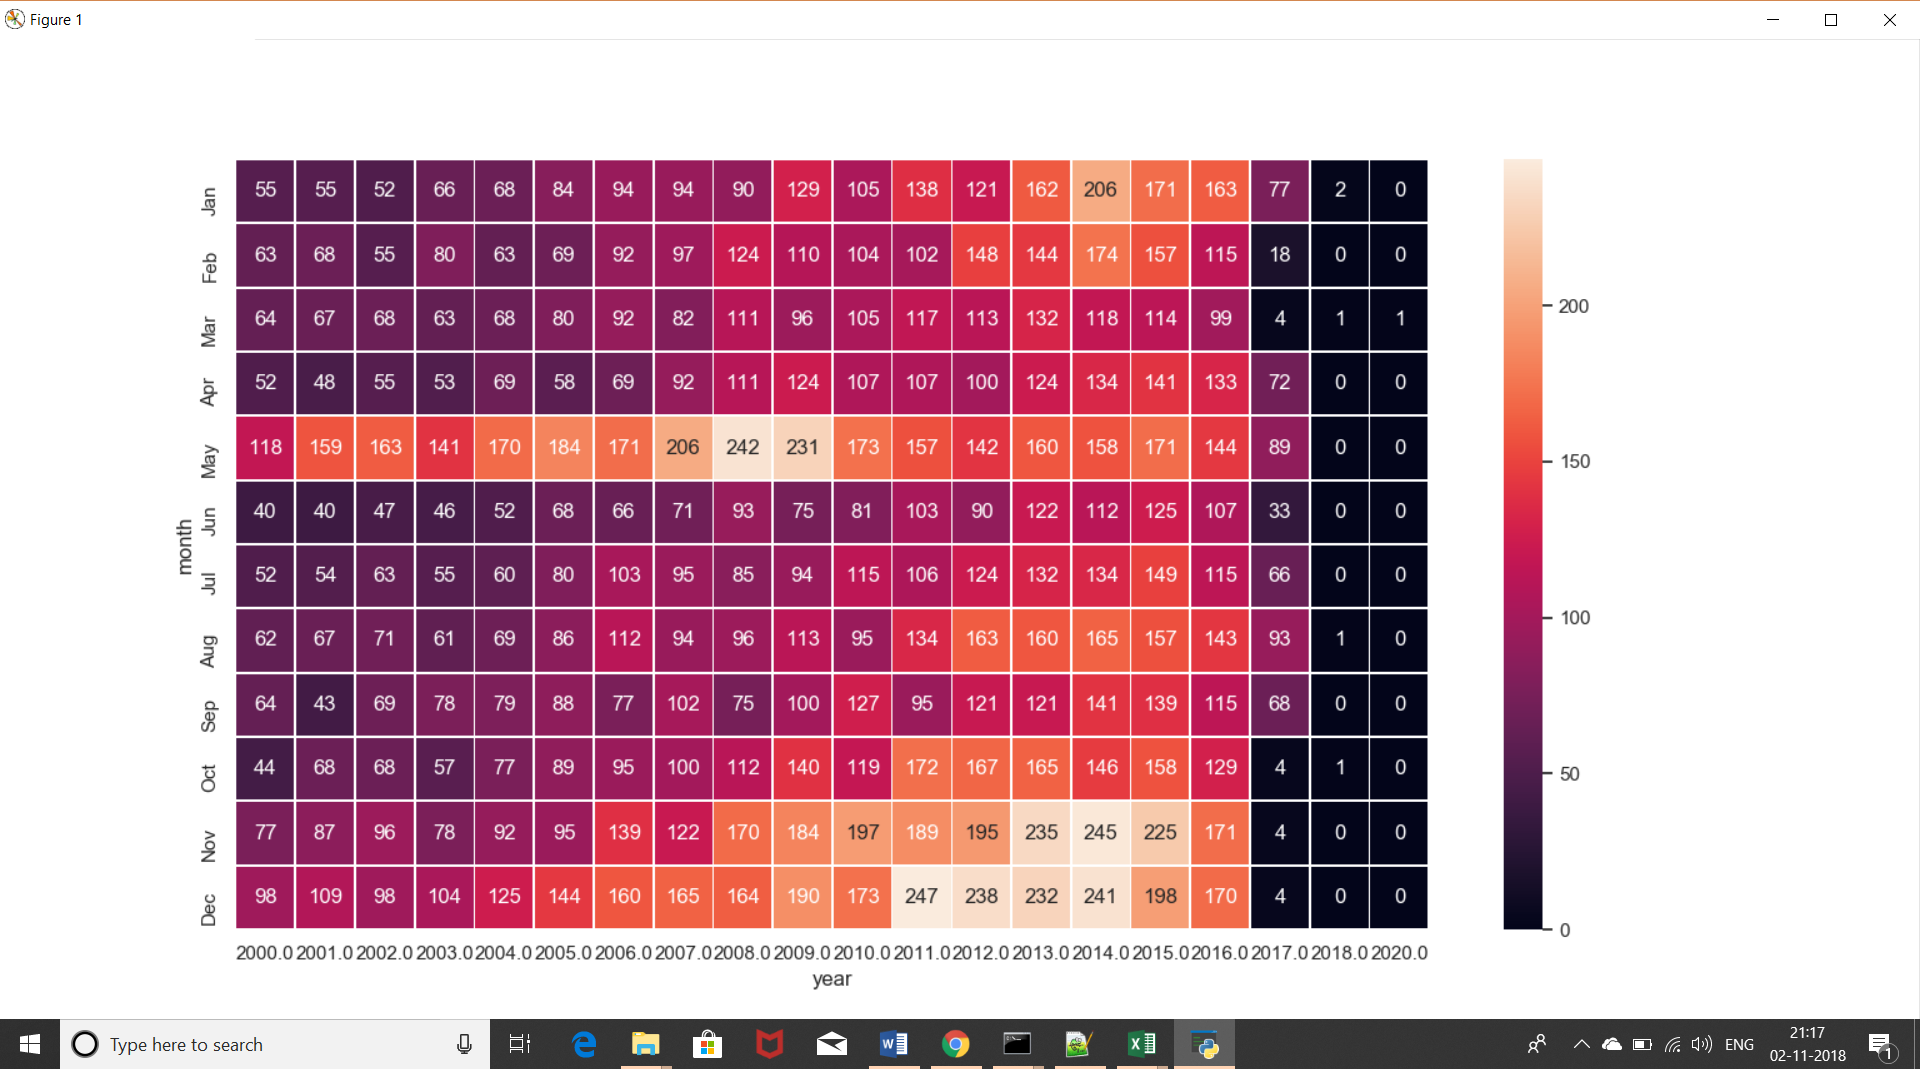 Figure 1
Jan 55 55 52 66 68 84 94 94 90 129 105 138 121 162 206 171 163 77 2 0
Feb 63 68 55 80 63 69 92 97 124 110 104 102 148 144 174 157 115 18 0 0
Mar 64 67 68 63 68 80 92 82 111 96 105 117 113 132 118 114 99 4 1 1
Apr 52 48 55 53 69 58 69 92 111 124 107 107 100 124 134 141 133 72 0 0
May 118 159 163 141 170 184 171 206 242 231 173 157 142 160 158 171 144 89 0 0
Jun 40 40 47 46 52 68 66 71 93 75 81 103 90 122 112 125 107 33 0 0
month
Jul 52 54 63 55 60 80 103 95 85 94 115 106 124 132 134 149 115 66 0 0
Aug 62 67 71 61 69 86 112 94 96 113 95 134 163 160 165 157 143 93 1 0
Sep 64 43 69 78 79 88 77 102 75 100 127 95 121 121 141 139 115 68 0 0
Oct 44 68 68 57 77 89 95 100 112 140 119 172 167 165 146 158 129 4 1 0
Nov 77 87 96 78 92 95 139 122 170 184 197 189 195 235 245 225 171 4 0 0
Dec 98 109 98 104 125 144 160 165 164 190 173 247 238 232 241 198 170 4 0 0
2000.0 2001.0 2002.0 2003.0 2004.0 2005.0 2006.0 2007.0 2008.0 2009.0 2010.0 2011.0 2012.0 2013.0 2014.0 2015.0 2016.0 2017.0 2018.0 2020.0
year
200
150
100
50
0
Type here to search
ENG
21:17
02-11-2018
1